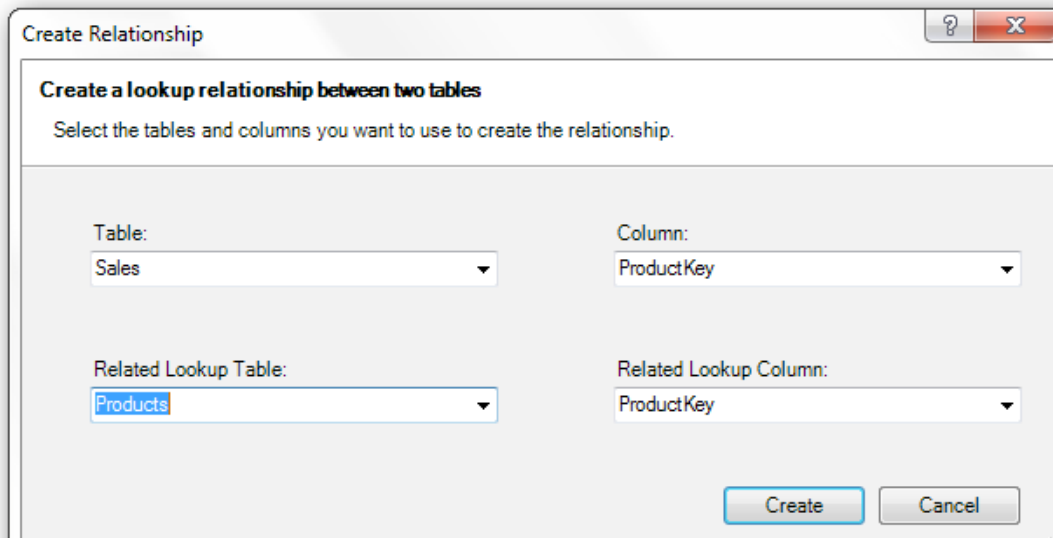 Create Relationship
Create a lookup relationship between two tables
Select the tables and columns you want to use to create the relationship.
Table:
Column:
Sales
ProductKey
Related Lookup Table:
Related Lookup Column:
Products
ProductKey
Create
Cancel